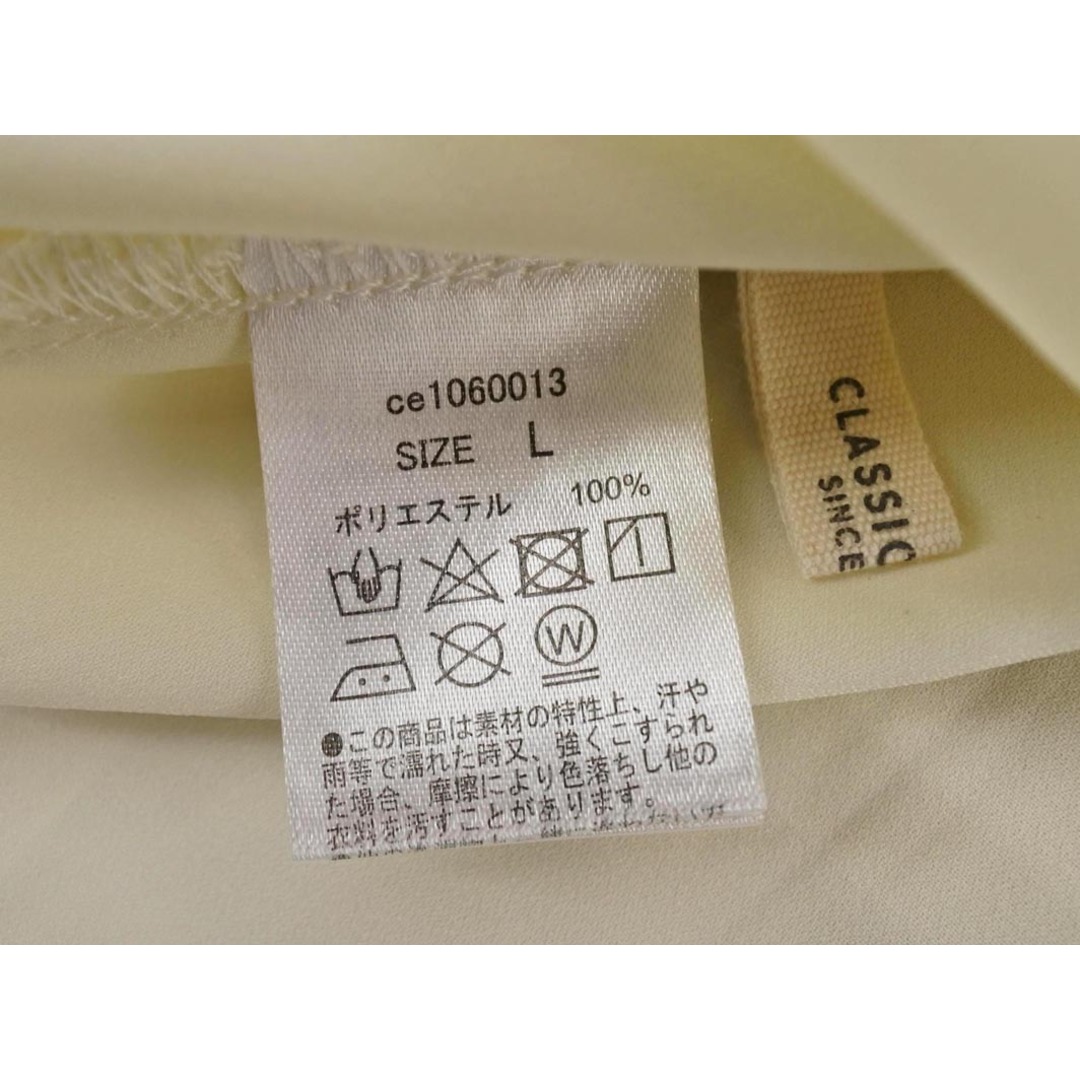 ce1060013
SIZE L
ポリエステル 100%
W
●この商品は素材の特性上、汗や
雨等で濡れた時又、強くこすられ
た場合、摩擦により色落ちし他の
衣料を汚すことがあります。
CLASSIC
SINCE